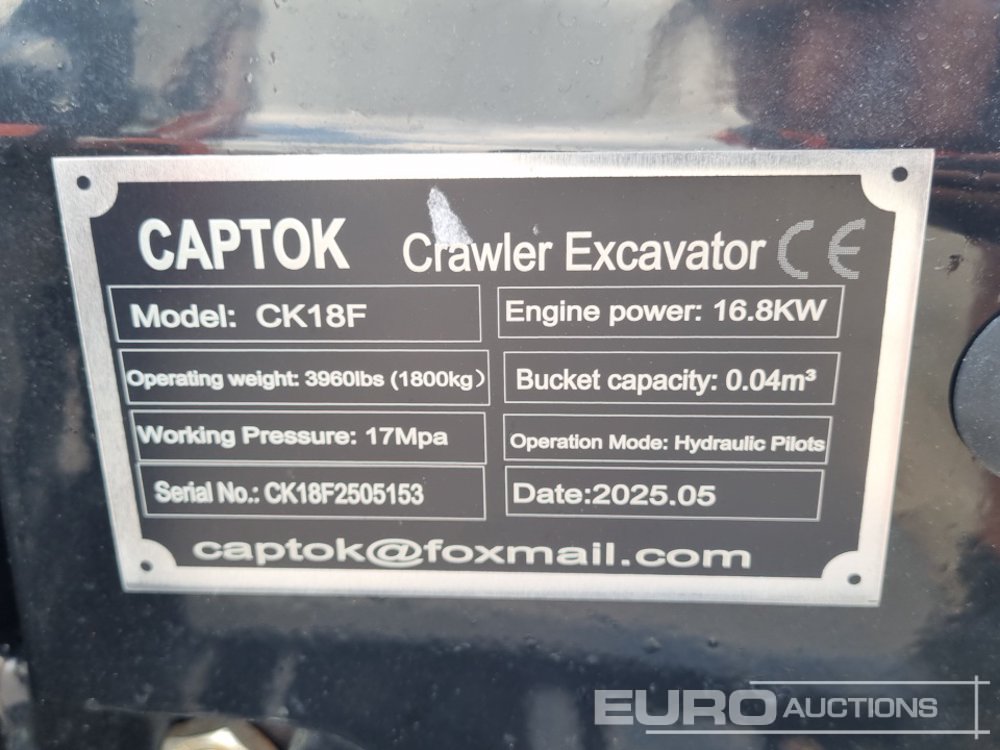 CAPTOK Crawler Excavator CE
Model: CK18F
Engine power: 16.8KW
Operating weight: 3960lbs (1800kg)
Bucket capacity: 0.04m³
Working Pressure: 17Mpa
Operation Mode: Hydraulic Pilots
Serial No.: CK18F2505153
Date:2025.05
captok@foxmail.com
EURO AUCTIONS